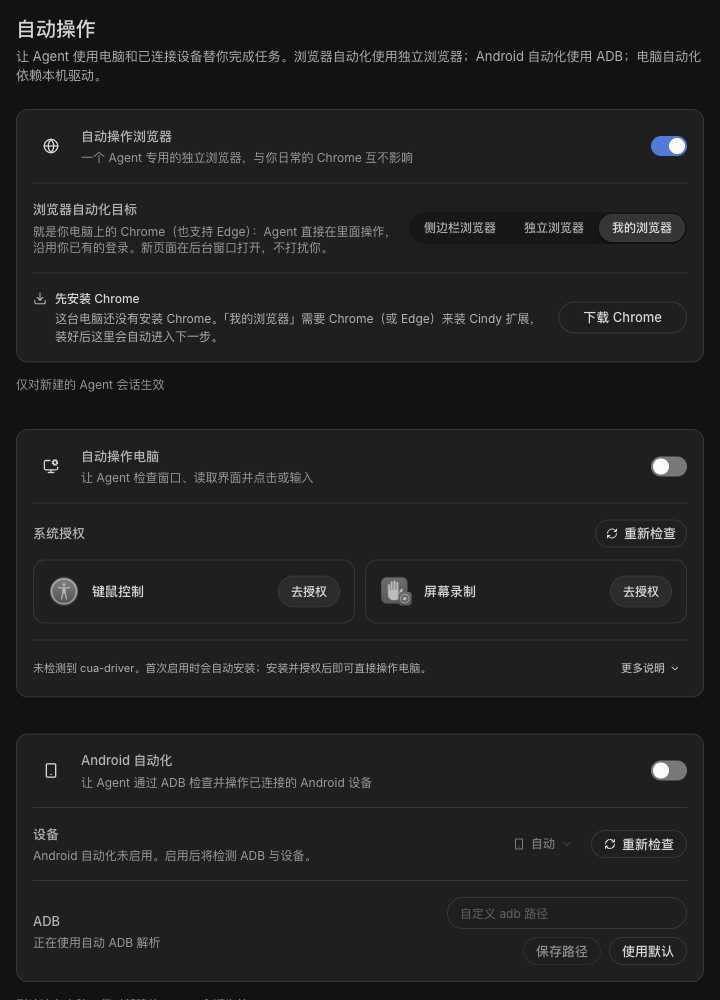 自动操作
让 Agent 使用电脑和已连接设备替你完成任务。浏览器自动化使用独立浏览器；Android 自动化使用 ADB；电脑自动化
依赖本机驱动。
自动操作浏览器
一个 Agent 专用的独立浏览器，与你日常的 Chrome 互不影响
浏览器自动化目标
就是你电脑上的 Chrome（也支持 Edge）：Agent 直接在里面操作，
沿用你已有的登录。新页面在后台窗口打开，不打扰你。
侧边栏浏览器
独立浏览器
我的浏览器
先安装 Chrome
这台电脑还没有安装 Chrome。「我的浏览器」需要 Chrome（或 Edge）来装 Cindy 扩展，
装好后这里会自动进入下一步。
下载 Chrome
仅对新建的 Agent 会话生效
自动操作电脑
让 Agent 检查窗口、读取界面并点击或输入
系统授权
重新检查
键鼠控制
去授权
屏幕录制
去授权
未检测到 cua-driver。首次启用时会自动安装；安装并授权后即可直接操作电脑。
更多说明
Android 自动化
让 Agent 通过 ADB 检查并操作已连接的 Android 设备
设备
Android 自动化未启用。启用后将检测 ADB 与设备。
自动
重新检查
ADB
正在使用自动 ADB 解析
自定义 adb 路径
保存路径
使用默认